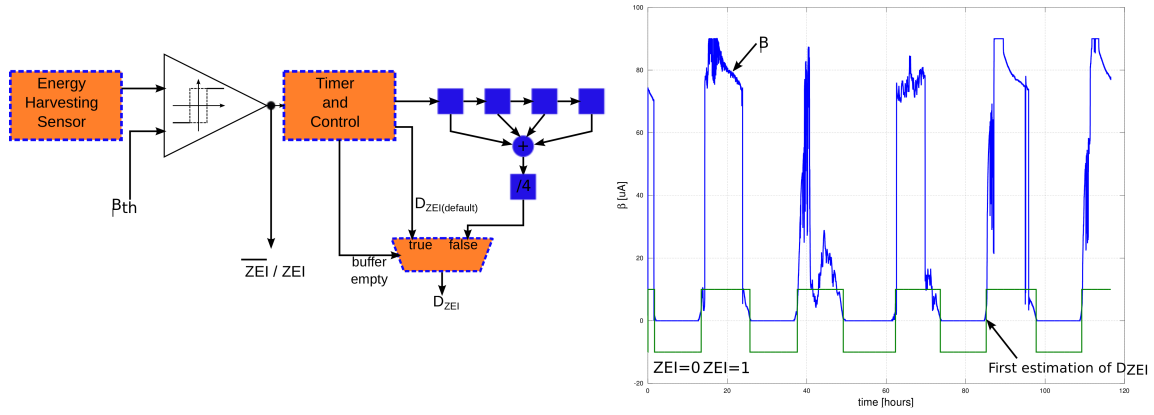 Energy
Harvesting
Sensor
βth
ZEI / ZEI
Timer
and
Control
+
/4
DZEI(default)
true false
buffer
empty
DZEI
100
80
60
40
20
0
-20
β [uA]
β
ZEI=0 ZEI=1
First estimation of DZEI
0 20 40 60 80 100 120
time [hours]